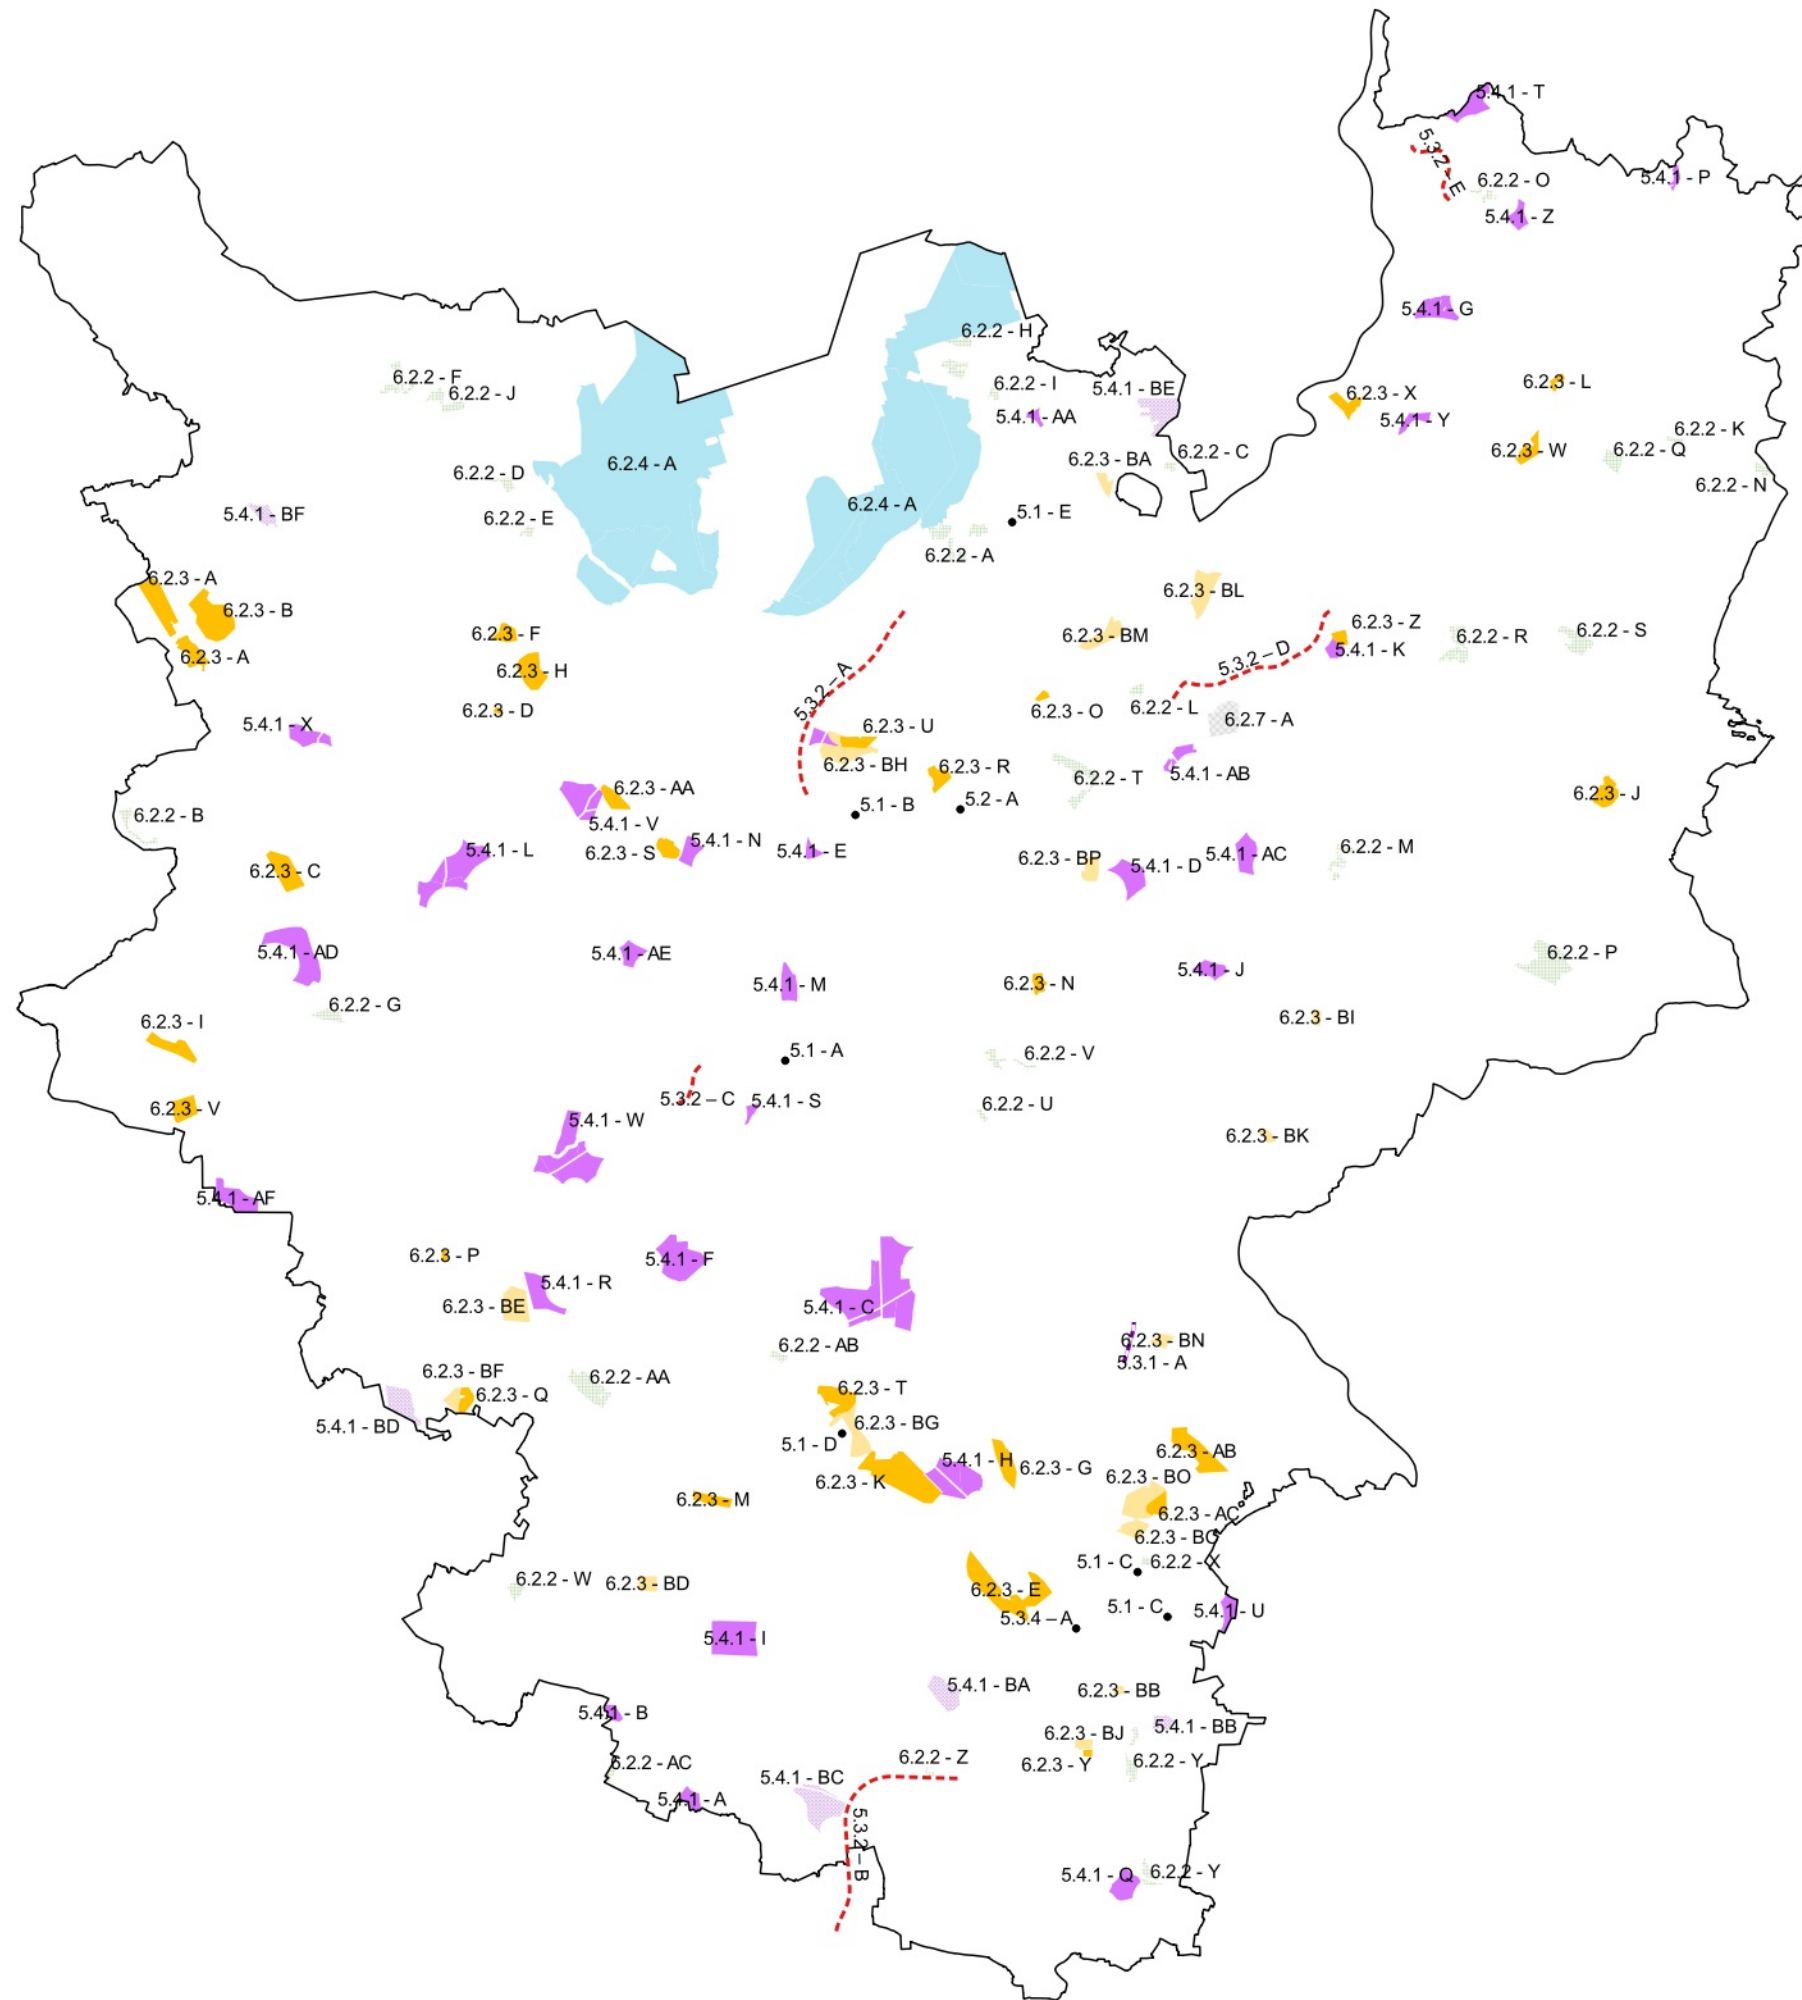 5.4.1 - T
5.3.2 – E
6.2.2 - O
5.4.1 - P
5.4.1 - Z
5.4.1 - G
6.2.2 - H
6.2.2 - F
6.2.2 - J
6.2.2 - I
5.4.1 - BE
6.2.3 - X
6.2.3 - L
5.4.1 - AA
5.4.1 - Y
6.2.2 - K
6.2.2 - D
6.2.4 - A
6.2.3 - BA
6.2.2 - C
6.2.3 - W
6.2.2 - Q
6.2.2 - N
5.4.1 - BF
6.2.2 - E
6.2.4 - A
5.1 - E
6.2.2 - A
6.2.3 - A
6.2.3 - B
6.2.3 - BL
6.2.3 - F
6.2.3 - BM
6.2.3 - Z
6.2.2 - R
6.2.2 - S
6.2.3 - A
6.2.3 - H
5.3.2 – A
5.3.2 – D
5.4.1 - K
6.2.3 - D
6.2.3 - O
6.2.2 - L
6.2.7 - A
5.4.1 - X
6.2.3 - U
6.2.3 - BH
6.2.3 - R
6.2.2 - T
5.4.1 - AB
6.2.3 - AA
6.2.3 - J
6.2.2 - B
5.4.1 - V
5.1 - B
5.2 - A
5.4.1 - L
6.2.3 - S
5.4.1 - N
5.4.1 - E
6.2.3 - BP
5.4.1 - D
5.4.1 - AC
6.2.2 - M
6.2.3 - C
5.4.1 - AD
5.4.1 - AE
5.4.1 - M
6.2.3 - N
5.4.1 - J
6.2.2 - P
6.2.2 - G
6.2.3 - I
6.2.3 - BI
5.1 - A
6.2.2 - V
6.2.3 - V
5.3.2 – C
5.4.1 - S
6.2.2 - U
5.4.1 - W
6.2.3 - BK
5.4.1 - AF
6.2.3 - P
5.4.1 - F
5.4.1 - R
6.2.3 - BE
5.4.1 - C
6.2.2 - AB
6.2.3 - BN
5.3.1 - A
6.2.3 - BF
6.2.3 - Q
6.2.2 - AA
6.2.3 - T
5.4.1 - BD
6.2.3 - BG
5.1 - D
6.2.3 - AB
5.4.1 - H
6.2.3 - G
6.2.3 - K
6.2.3 - BO
6.2.3 - M
6.2.3 - AC
6.2.3 - BC
5.1 - C
6.2.2 - X
6.2.2 - W
6.2.3 - BD
6.2.3 - E
5.3.4 – A
5.1 - C
5.4.1 - U
5.4.1 - I
5.4.1 - BA
6.2.3 - BB
5.4.1 - B
5.4.1 - BB
6.2.3 - BJ
6.2.2 - Z
6.2.3 - Y
6.2.2 - Y
6.2.2 - AC
5.4.1 - BC
5.4.1 - A
5.3.2 – B
5.4.1 - Q
6.2.2 - Y